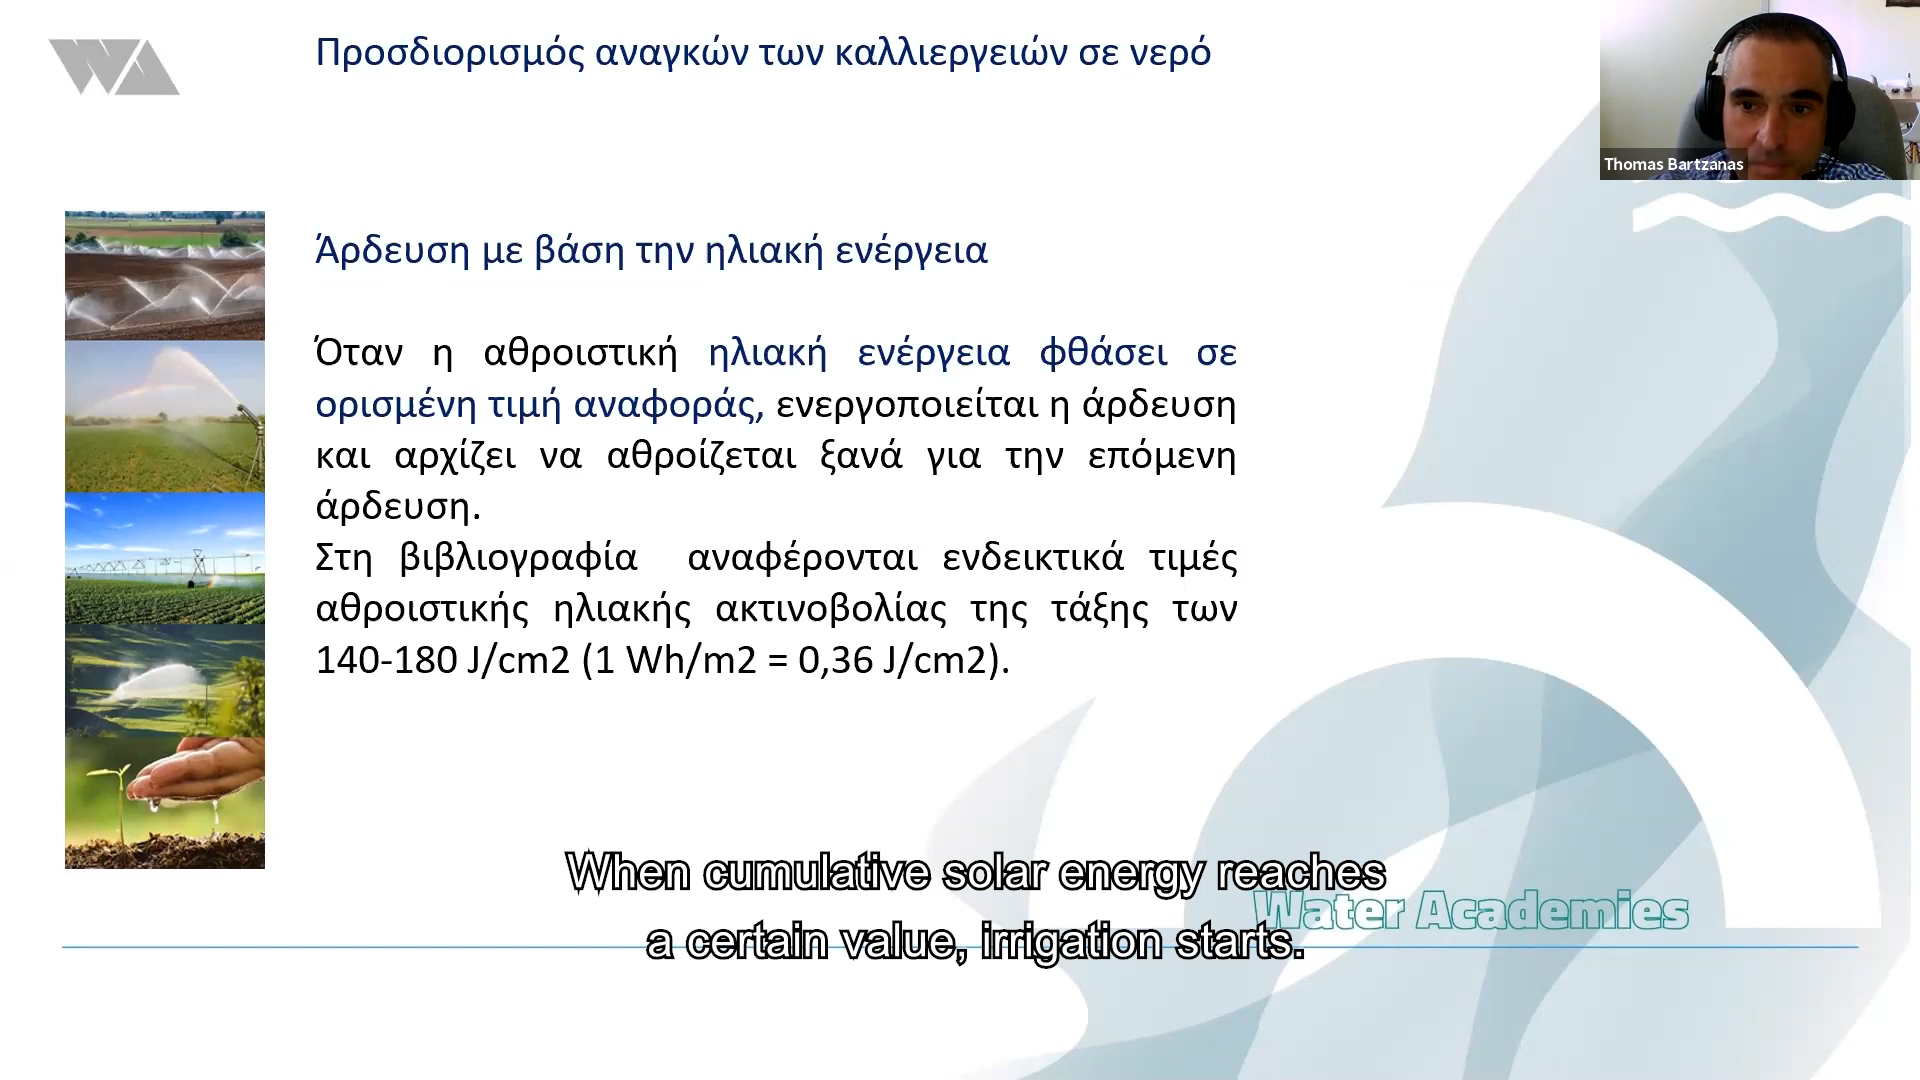 WA
Προσδιορισμός αναγκών των καλλιεργειών σε νερό
Thomas Bartzanas
Άρδευση με βάση την ηλιακή ενέργεια
Όταν η αθροιστική ηλιακή ενέργεια φθάσει σε
ορισμένη τιμή αναφοράς, ενεργοποιείται η άρδευση
και αρχίζει να αθροίζεται ξανά για την επόμενη
άρδευση.
Στη βιβλιογραφία αναφέρονται ενδεικτικά τιμές
αθροιστικής ηλιακής ακτινοβολίας της τάξης των
140-180 J/cm2 (1 Wh/m2 = 0,36 J/cm2).
When cumulative solar energy reaches
a certain value, irrigation starts.
Water Academies